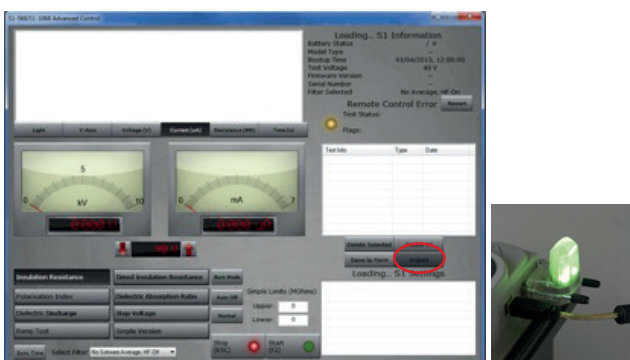 S1-568/S1-1068 Advanced Control
Loading... S1 Information
Battery Status / V
Model Type --
Bootup Time 01/04/2013, 12:00:00
Test Voltage 40 V
Firmware Version --
Serial Number --
Filter Selected No Average, HF On
Remote Control Error Restart
Test Status:
Flags:
Light Y-Axis Voltage (V) Current (uA) Resistance (MΩ) Time (s)
Test Info Type Date
0 5 10
kV
0 7
mA
Delete Selected
Save to Form Import
Loading... S1 Settings
Insulation Resistance Timed Insulation Resistance Burn Mode
Polarisation Index Dielectric Absorption Ratio Auto Off
Dielectric Discharge Step Voltage Normal
Ramp Test Simple Version
Simple Limits (MOhms)
Upper: 0
Lower: 0
Sync Time Select Filter
Stop (ESC) Start (F2)